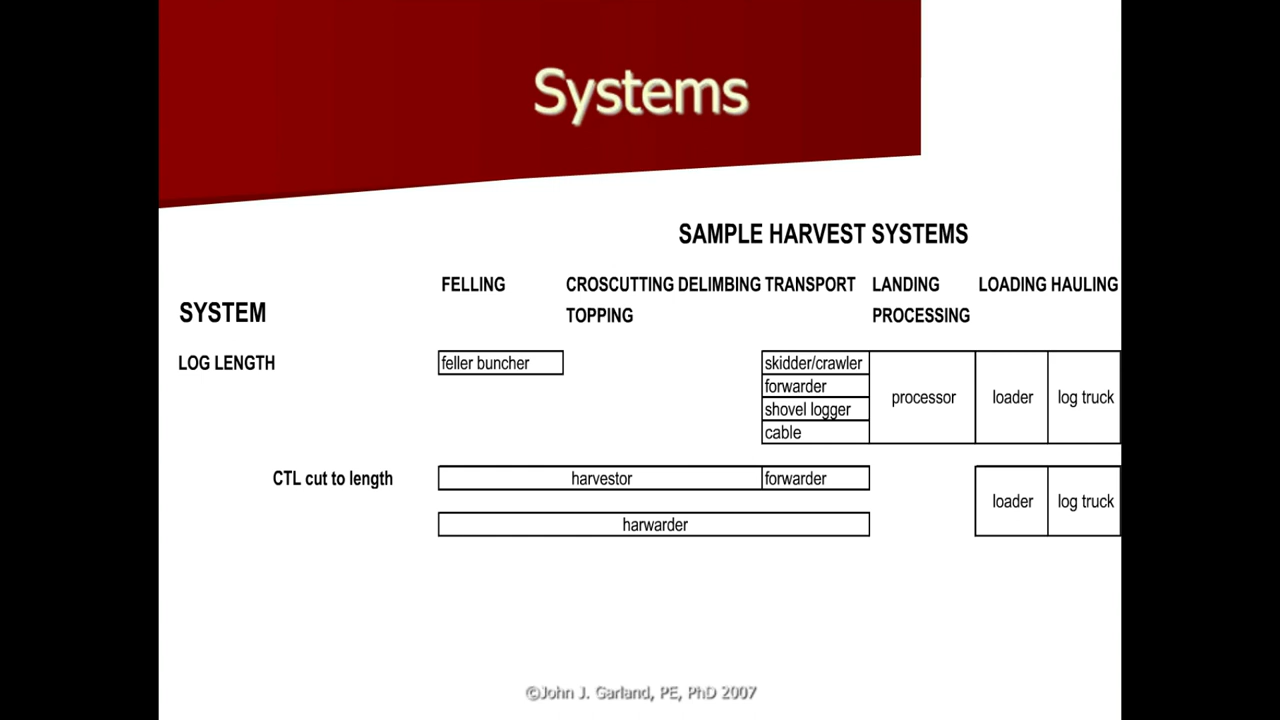 Systems
SAMPLE HARVEST SYSTEMS
FELLING CROSCUTTING DELIMBING TRANSPORT LANDING LOADING HAULING
SYSTEM TOPPING PROCESSING
LOG LENGTH feller buncher skidder/crawler
forwarder
processor loader log truck
shovel logger
cable
CTL cut to length harvestor forwarder
loader log truck
harwarder
©John J. Garland, PE, PhD 2007